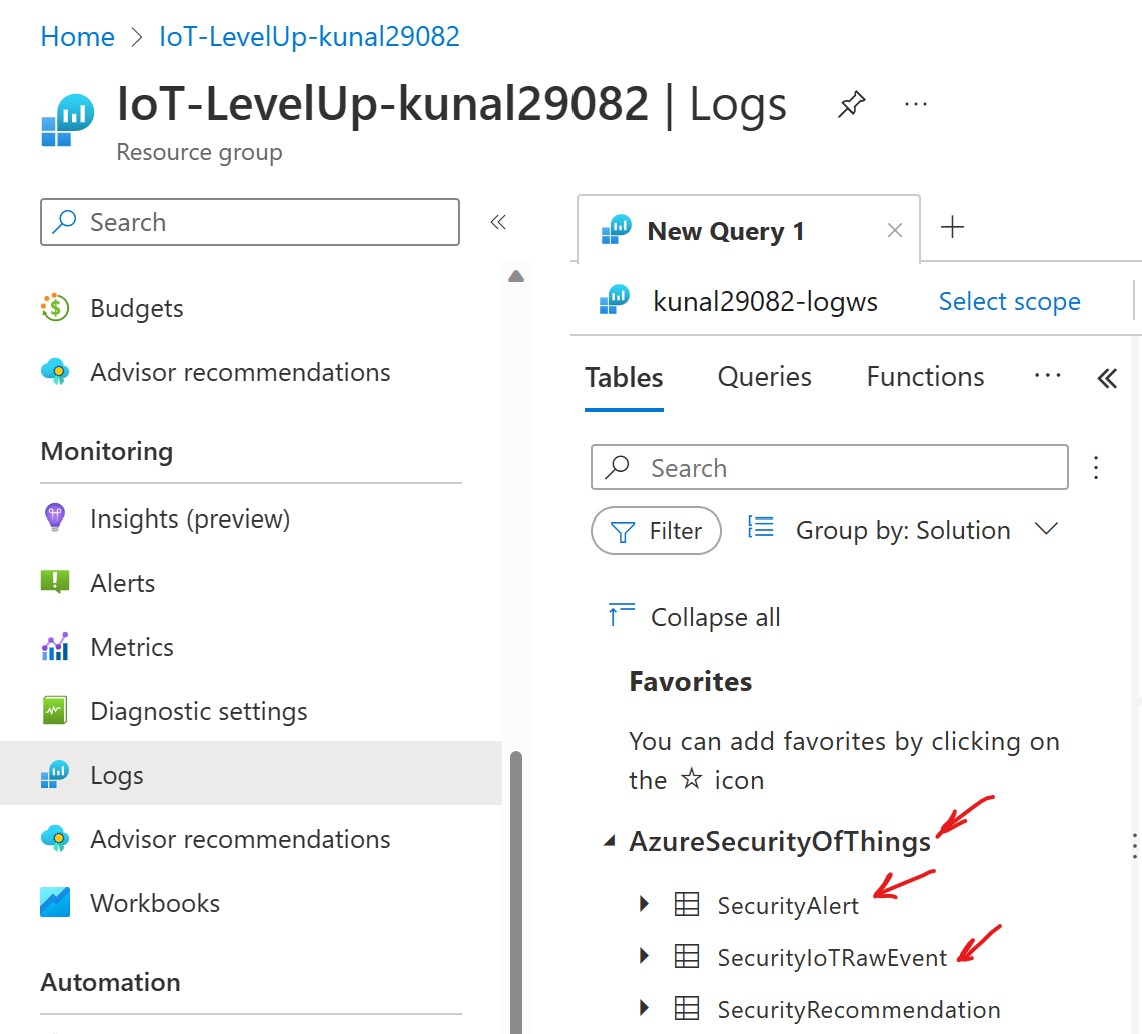 Home > IoT-LevelUp-kunal29082
IoT-LevelUp-kunal29082 | Logs
Resource group
Search
Budgets
Advisor recommendations
Monitoring
Insights (preview)
Alerts
Metrics
Diagnostic settings
Logs
Advisor recommendations
Workbooks
Automation
New Query 1
kunal29082-logws Select scope
Tables Queries Functions
Search
Filter Group by: Solution
Collapse all
Favorites
You can add favorites by clicking on
the ☆ icon
AzureSecurityOfThings
SecurityAlert
SecurityIoTRawEvent
SecurityRecommendation